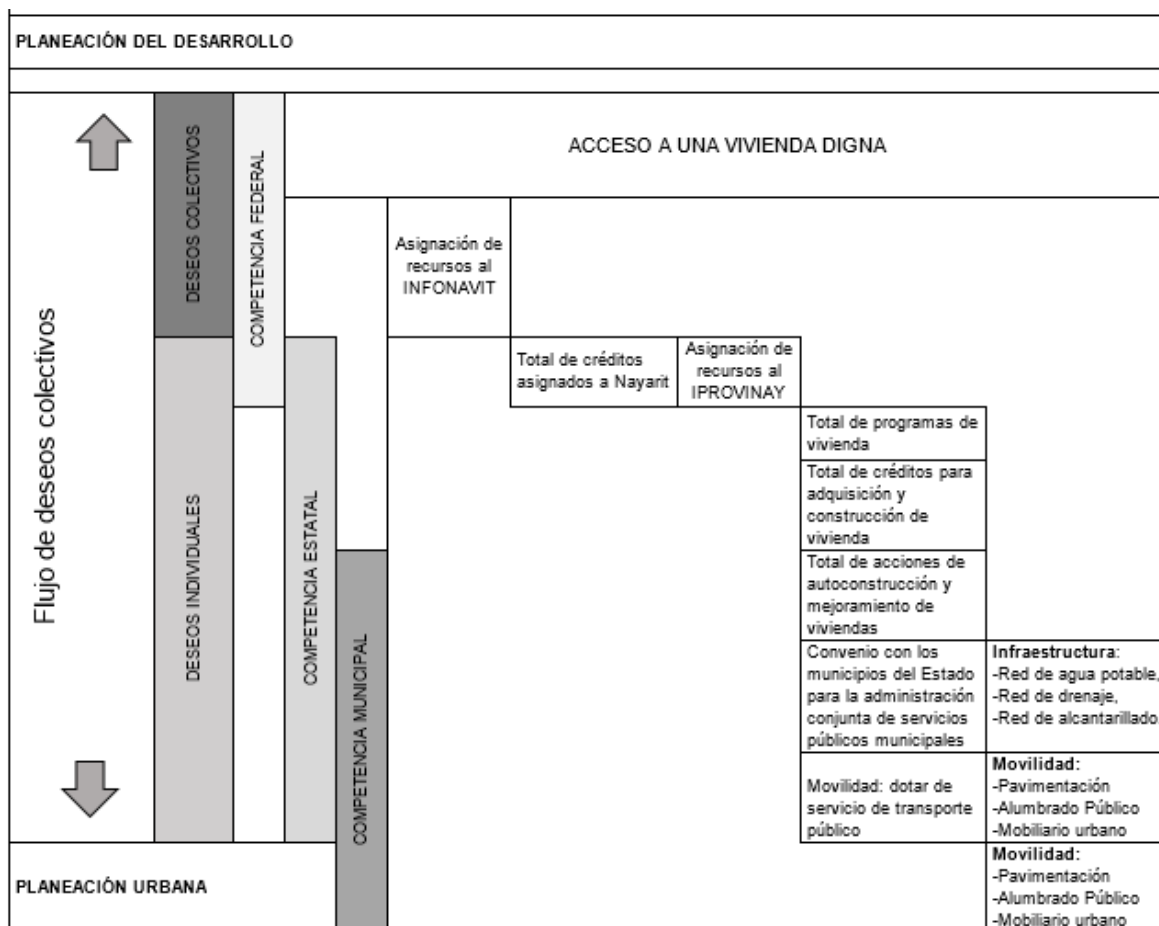 PLANEACIÓN DEL DESARROLLO
Flujo de deseos colectivos
DESEOS COLECTIVOS
DESEOS INDIVIDUALES
COMPETENCIA FEDERAL
COMPETENCIA ESTATAL
COMPETENCIA MUNICIPAL
ACCESO A UNA VIVIENDA DIGNA
Asignación de
recursos al
INFONAVIT
Total de créditos
asignados a Nayarit
Asignación de
recursos al
IPROVINAY
Total de programas de
vivienda
Total de créditos para
adquisición y
construcción de
vivienda
Total de acciones de
autoconstrucción y
mejoramiento de
viviendas
Convenio con los
municipios del Estado
para la administración
conjunta de servicios
públicos municipales
Infraestructura:
-Red de agua potable,
-Red de drenaje,
-Red de alcantarillado.
Movilidad: dotar de
servicio de transporte
público
Movilidad:
-Pavimentación
-Alumbrado Público
-Mobiliario urbano
PLANEACIÓN URBANA
Movilidad:
-Pavimentación
-Alumbrado Público
-Mobiliario urbano